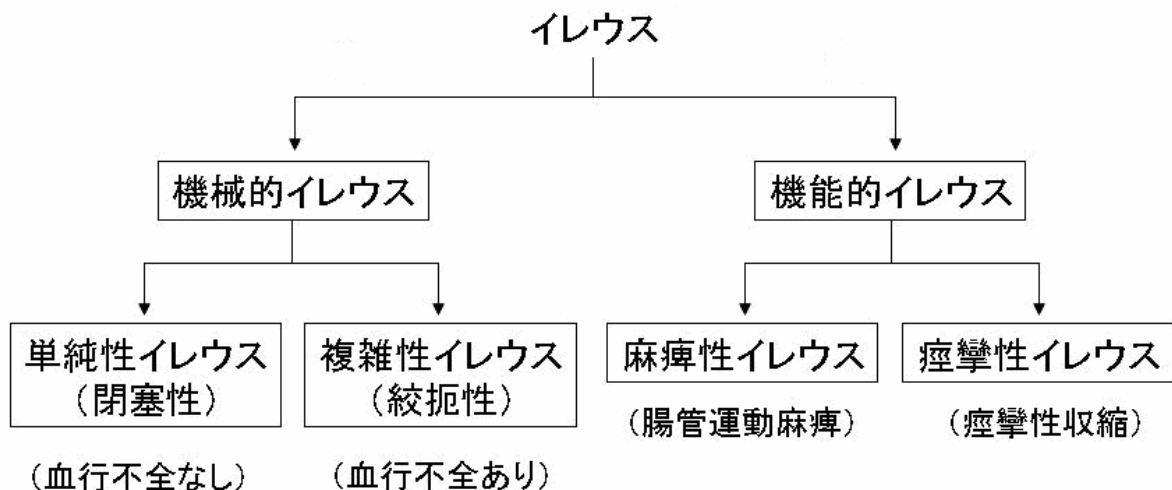 イレウス
機械的イレウス
機能的イレウス
単純性イレウス
（閉塞性）
複雑性イレウス
（絞扼性）
麻痺性イレウス
痙攣性イレウス
（腸管運動麻痺）
（痙攣性収縮）
（血行不全なし）
（血行不全あり）